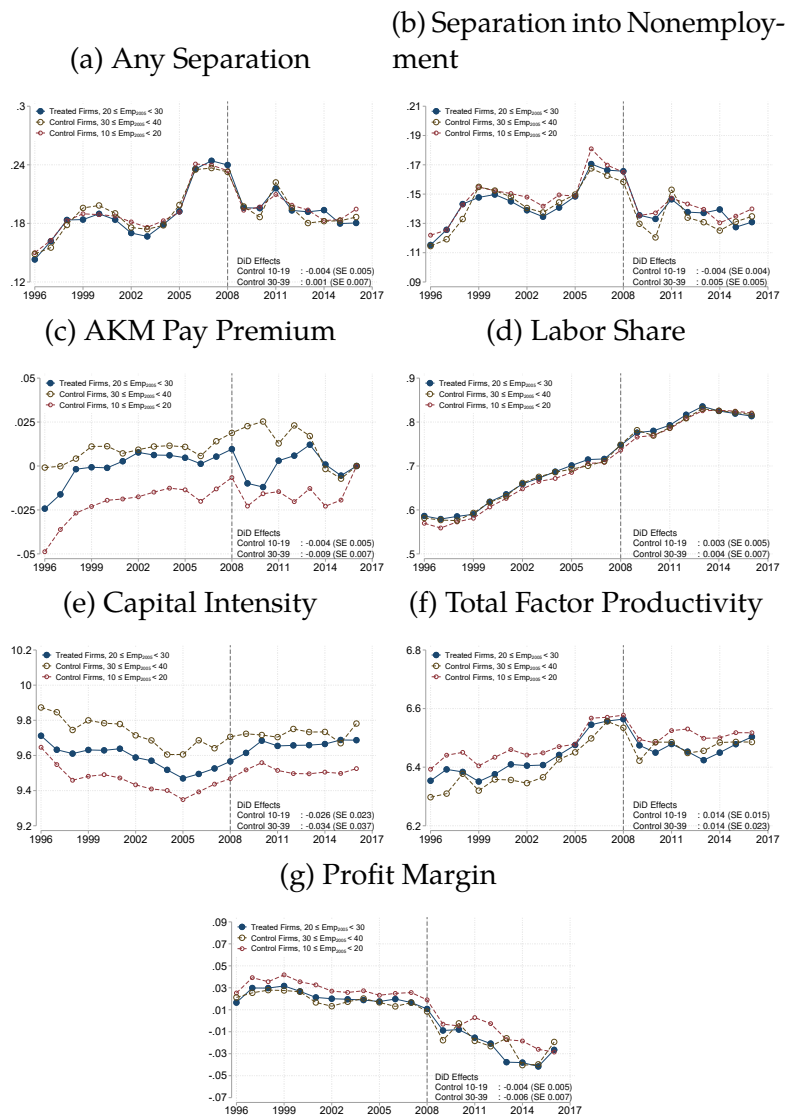 (a) Any Separation
(b) Separation into Nonemploy-
ment
.3
.24
.18
.12
Treated Firms, 20 ≤ Emp2005 < 30
Control Firms, 30 ≤ Emp2005 < 40
Control Firms, 10 ≤ Emp2005 < 20
DiD Effects
Control 10-19 : -0.004 (SE 0.005)
Control 30-39 : 0.001 (SE 0.007)
1996 1999 2002 2005 2008 2011 2014 2017
.21
.19
.17
.15
.13
.11
.09
Treated Firms, 20 ≤ Emp2005 < 30
Control Firms, 30 ≤ Emp2005 < 40
Control Firms, 10 ≤ Emp2005 < 20
DiD Effects
Control 10-19 : -0.004 (SE 0.004)
Control 30-39 : 0.005 (SE 0.005)
1996 1999 2002 2005 2008 2011 2014 2017
(c) AKM Pay Premium
(d) Labor Share
.05
.025
0
-.025
-.05
Treated Firms, 20 ≤ Emp2005 < 30
Control Firms, 30 ≤ Emp2005 < 40
Control Firms, 10 ≤ Emp2005 < 20
DiD Effects
Control 10-19 : -0.004 (SE 0.005)
Control 30-39 : -0.009 (SE 0.007)
1996 1999 2002 2005 2008 2011 2014 2017
.9
.8
.7
.6
.5
Treated Firms, 20 ≤ Emp2005 < 30
Control Firms, 30 ≤ Emp2005 < 40
Control Firms, 10 ≤ Emp2005 < 20
DiD Effects
Control 10-19 : 0.003 (SE 0.005)
Control 30-39 : 0.004 (SE 0.007)
1996 1999 2002 2005 2008 2011 2014 2017
(e) Capital Intensity
(f) Total Factor Productivity
10.2
10
9.8
9.6
9.4
9.2
Treated Firms, 20 ≤ Emp2005 < 30
Control Firms, 30 ≤ Emp2005 < 40
Control Firms, 10 ≤ Emp2005 < 20
DiD Effects
Control 10-19 : -0.026 (SE 0.023)
Control 30-39 : -0.034 (SE 0.037)
1996 1999 2002 2005 2008 2011 2014 2017
6.8
6.6
6.4
6.2
Treated Firms, 20 ≤ Emp2005 < 30
Control Firms, 30 ≤ Emp2005 < 40
Control Firms, 10 ≤ Emp2005 < 20
DiD Effects
Control 10-19 : 0.014 (SE 0.015)
Control 30-39 : 0.014 (SE 0.023)
1996 1999 2002 2005 2008 2011 2014 2017
(g) Profit Margin
.09
.07
.05
.03
.01
-.01
-.03
-.05
-.07
Treated Firms, 20 ≤ Emp2005 < 30
Control Firms, 30 ≤ Emp2005 < 40
Control Firms, 10 ≤ Emp2005 < 20
DiD Effects
Control 10-19 : -0.004 (SE 0.005)
Control 30-39 : -0.006 (SE 0.007)
1996 1999 2002 2005 2008 2011 2014 2017